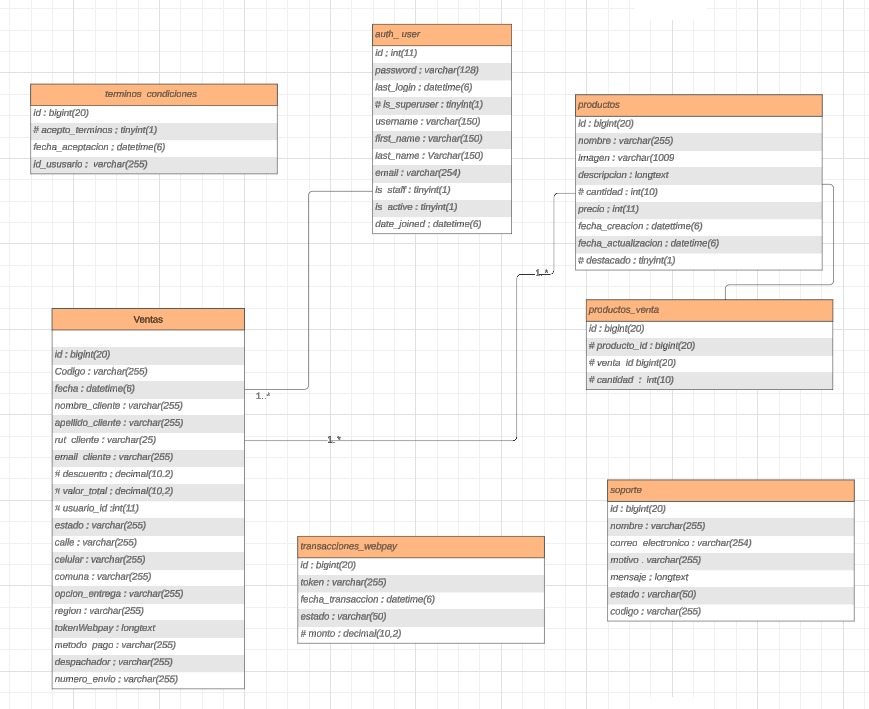 auth_user
id ; int(11)
password ; varchar(128)
last_login : datetime(6)
# is_superuser : tinyint(1)
username : varchar(150)
first_name : varchar(150)
last_name : Varchar(150)
email : varchar(254)
is_staff : tinyint(1)
is_active : tinyint(1)
date_joined ; datetime(6)
terminos_condiciones
id : bigint(20)
# acepto_terminos ; tinyint(1)
fecha_aceptacion ; datetime(6)
id_ususario ; varchar(255)
productos
id : bigint(20)
nombre : varchar(255)
imagen : varchar(1009
descripcion : longtext
# cantidad : int(10)
precio ; int(11)
fecha_creacion ; datettime(6)
fecha_actualizacion : datetime(6)
# destacado : tinyint(1)
1..*
productos_venta
id : bigint(20)
# producto_id : bigint(20)
# venta_id bigint(20)
# cantidad : int(10)
Ventas
id : bigint(20)
Codigo : varchar(255)
fecha : datetime(6)
nombre_cliente : varchar(255)
apellido_cliente : varchar(255)
rut_cliente : varchar(25)
email_cliente : varchar(255)
# descuento ; decimal(10.2)
# valor_total ; decimal(10,2)
# usuario_id :int(11)
estado : varchar(255)
calle : varchar(255)
celular : varchar(255)
comuna : varchar(255)
opcion_entrega : varchar(255)
region : varchar(255)
tokenWebpay : longtext
metodo_pago : varchar(255)
despachador ; varchar(255)
numero_envio ; varchar(255)
1..*
1..*
transacciones_webpay
id : bigint(20)
token : varchar(255)
fecha_transaccion : datetime(6)
estado : varchar(50)
# monto : decimal(10,2)
soporte
id : bigint(20)
nombre : varchar(255)
correo_electronico : varchar(254)
motivo . varchar(255)
mensaje ; longtext
estado : varchar(50)
codigo : varchar(255)